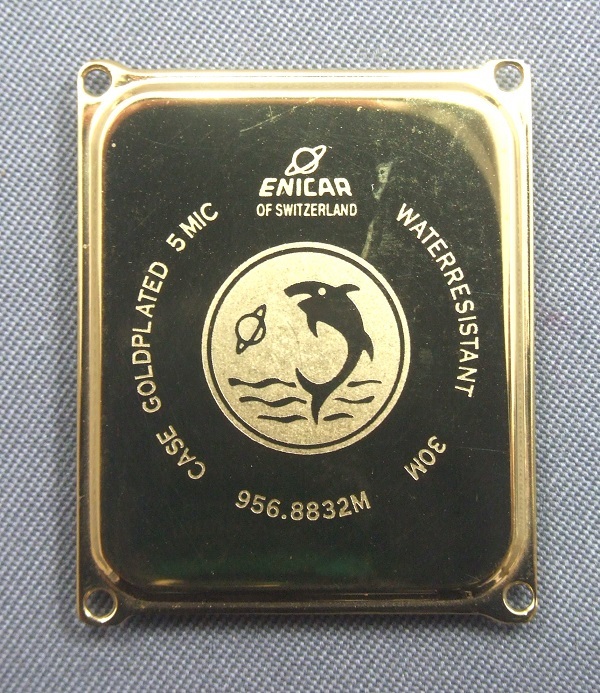 ENICAR
OF SWITZERLAND
CASE GOLDPLATED 5 MIC
WATERRESISTANT 30M
956.8832M